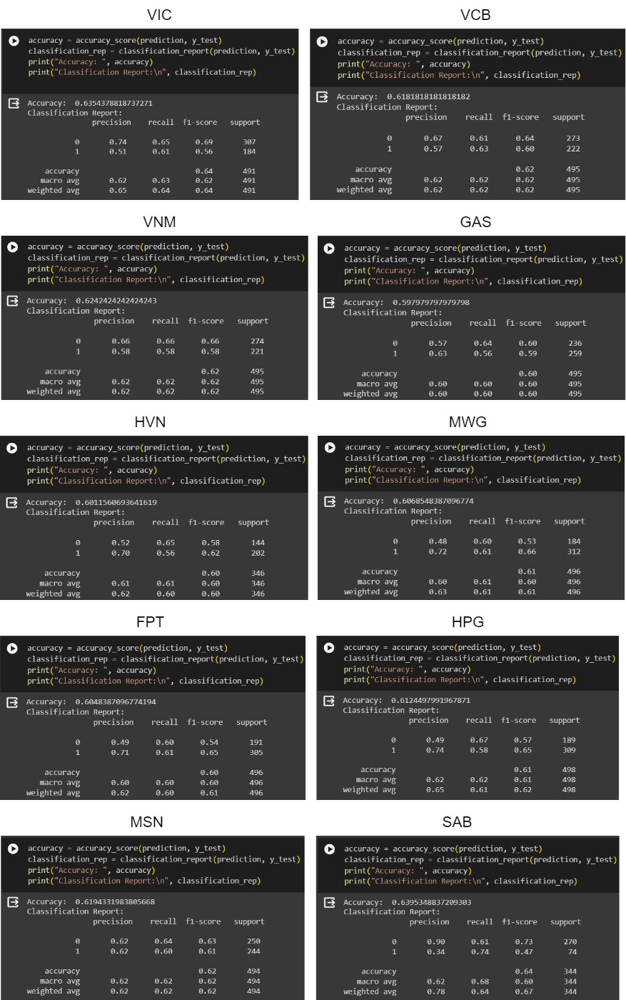 VIC
accuracy = accuracy_score(prediction, y_test)
classification_rep = classification_report(prediction, y_test)
print("Accuracy: ", accuracy)
print("Classification Report:\n", classification_rep)
Accuracy: 0.6354378818737271
Classification Report:
precision recall f1-score support
0 0.74 0.65 0.69 307
1 0.51 0.61 0.56 184
accuracy 0.64 491
macro avg 0.62 0.63 0.62 491
weighted avg 0.65 0.64 0.64 491
VCB
accuracy = accuracy_score(prediction, y_test)
classification_rep = classification_report(prediction, y_test)
print("Accuracy: ", accuracy)
print("Classification Report:\n", classification_rep)
Accuracy: 0.6181818181818182
Classification Report:
precision recall f1-score support
0 0.67 0.61 0.64 273
1 0.57 0.63 0.60 222
accuracy 0.62 495
macro avg 0.62 0.62 0.62 495
weighted avg 0.62 0.62 0.62 495
VNM
accuracy = accuracy_score(prediction, y_test)
classification_rep = classification_report(prediction, y_test)
print("Accuracy: ", accuracy)
print("Classification Report:\n", classification_rep)
Accuracy: 0.6242424242424243
Classification Report:
precision recall f1-score support
0 0.66 0.66 0.66 274
1 0.58 0.58 0.58 221
accuracy 0.62 495
macro avg 0.62 0.62 0.62 495
weighted avg 0.62 0.62 0.62 495
GAS
accuracy = accuracy_score(prediction, y_test)
classification_rep = classification_report(prediction, y_test)
print("Accuracy: ", accuracy)
print("Classification Report:\n", classification_rep)
Accuracy: 0.597979797979798
Classification Report:
precision recall f1-score support
0 0.57 0.64 0.60 236
1 0.63 0.56 0.59 259
accuracy 0.60 495
macro avg 0.60 0.60 0.60 495
weighted avg 0.60 0.60 0.60 495
HVN
accuracy = accuracy_score(prediction, y_test)
classification_rep = classification_report(prediction, y_test)
print("Accuracy: ", accuracy)
print("Classification Report:\n", classification_rep)
Accuracy: 0.6011560693641619
Classification Report:
precision recall f1-score support
0 0.52 0.65 0.58 144
1 0.70 0.56 0.62 202
accuracy 0.60 346
macro avg 0.61 0.61 0.60 346
weighted avg 0.62 0.60 0.60 346
MWG
accuracy = accuracy_score(prediction, y_test)
classification_rep = classification_report(prediction, y_test)
print("Accuracy: ", accuracy)
print("Classification Report:\n", classification_rep)
Accuracy: 0.6068548387096774
Classification Report:
precision recall f1-score support
0 0.48 0.60 0.53 184
1 0.72 0.61 0.66 312
accuracy 0.61 496
macro avg 0.60 0.61 0.60 496
weighted avg 0.63 0.61 0.61 496
FPT
accuracy = accuracy_score(prediction, y_test)
classification_rep = classification_report(prediction, y_test)
print("Accuracy: ", accuracy)
print("Classification Report:\n", classification_rep)
Accuracy: 0.6048387096774194
Classification Report:
precision recall f1-score support
0 0.49 0.60 0.54 191
1 0.71 0.61 0.65 305
accuracy 0.60 496
macro avg 0.60 0.60 0.60 496
weighted avg 0.62 0.60 0.61 496
HPG
accuracy = accuracy_score(prediction, y_test)
classification_rep = classification_report(prediction, y_test)
print("Accuracy: ", accuracy)
print("Classification Report:\n", classification_rep)
Accuracy: 0.6124497991967871
Classification Report:
precision recall f1-score support
0 0.49 0.67 0.57 189
1 0.74 0.58 0.65 309
accuracy 0.61 498
macro avg 0.62 0.62 0.61 498
weighted avg 0.65 0.61 0.62 498
MSN
accuracy = accuracy_score(prediction, y_test)
classification_rep = classification_report(prediction, y_test)
print("Accuracy: ", accuracy)
print("Classification Report:\n", classification_rep)
Accuracy: 0.6194331983805668
Classification Report:
precision recall f1-score support
0 0.62 0.64 0.63 250
1 0.62 0.60 0.61 244
accuracy 0.62 494
macro avg 0.62 0.62 0.62 494
weighted avg 0.62 0.62 0.62 494
SAB
accuracy = accuracy_score(prediction, y_test)
classification_rep = classification_report(prediction, y_test)
print("Accuracy: ", accuracy)
print("Classification Report:\n", classification_rep)
Accuracy: 0.6395348837209303
Classification Report:
precision recall f1-score support
0 0.90 0.61 0.73 270
1 0.34 0.74 0.47 74
accuracy 0.64 344
macro avg 0.62 0.68 0.60 344
weighted avg 0.78 0.64 0.67 344